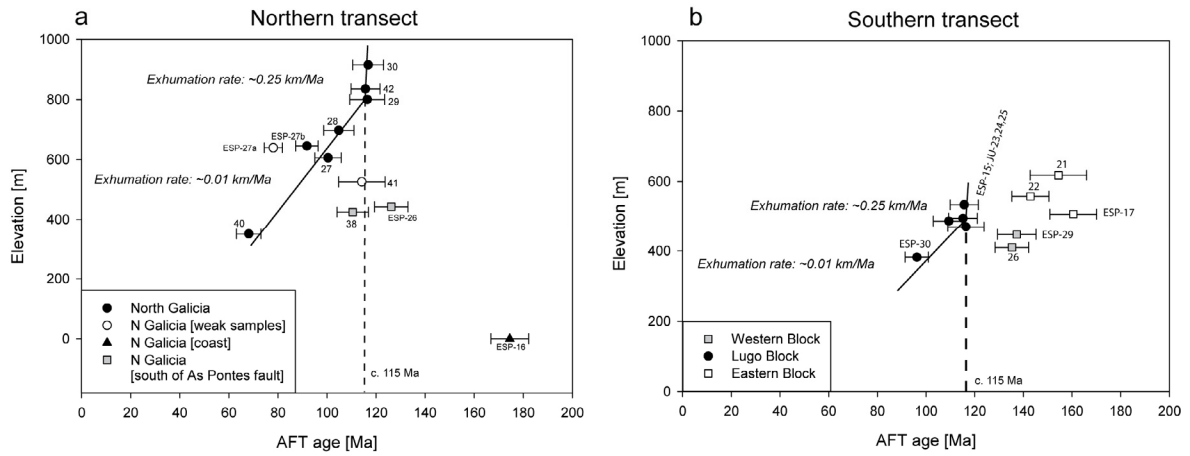 a
Northern transect
Elevation [m]
1000
800
600
400
200
0
Exhumation rate: ~0.25 km/Ma
Exhumation rate: ~0.01 km/Ma
30
42
29
28
ESP-27b
ESP-27a
27
41
38
ESP-26
40
ESP-16
c. 115 Ma
North Galicia
N Galicia [weak samples]
N Galicia [coast]
N Galicia
[south of As Pontes fault]
0 20 40 60 80 100 120 140 160 180 200
AFT age [Ma]
b
Southern transect
Elevation [m]
1000
800
600
400
200
0
ESP-15; JU-23,24,25
Exhumation rate: ~0.25 km/Ma
Exhumation rate: ~0.01 km/Ma
21
22
ESP-17
ESP-29
26
ESP-30
c. 115 Ma
Western Block
Lugo Block
Eastern Block
0 20 40 60 80 100 120 140 160 180 200
AFT age [Ma]